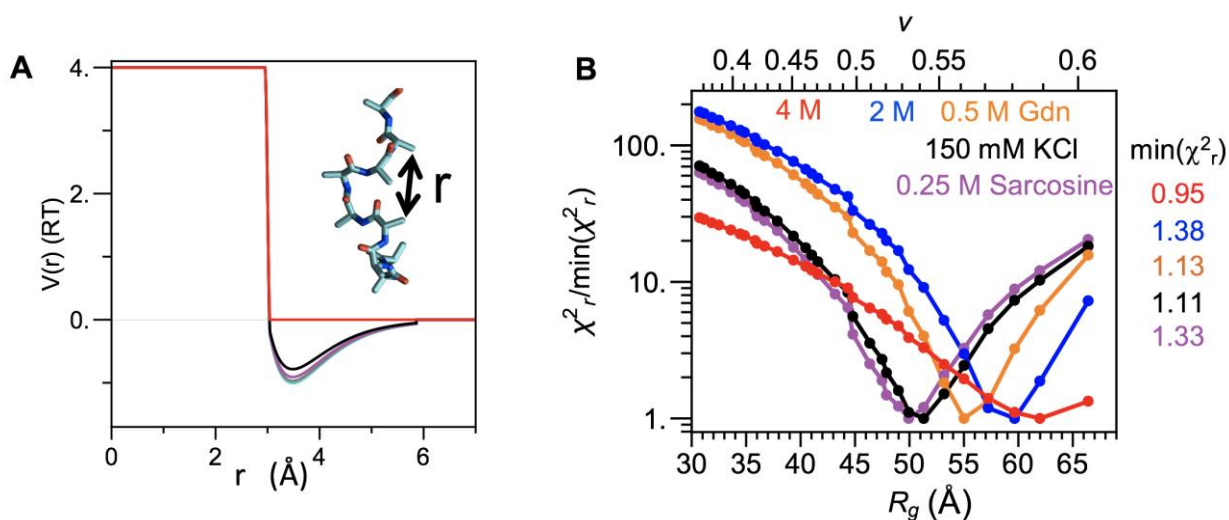 A
V(r) (RT)
4.
2.
0.
0 2 4 6
r (Å)
r
B
ν
0.4 0.45 0.5 0.55 0.6
4 M 2 M 0.5 M Gdn
150 mM KCl
0.25 M Sarcosine
χ²r/min(χ²r)
100.
10.
1.
30 35 40 45 50 55 60 65
Rg (Å)
min(χ²r)
0.95
1.38
1.13
1.11
1.33